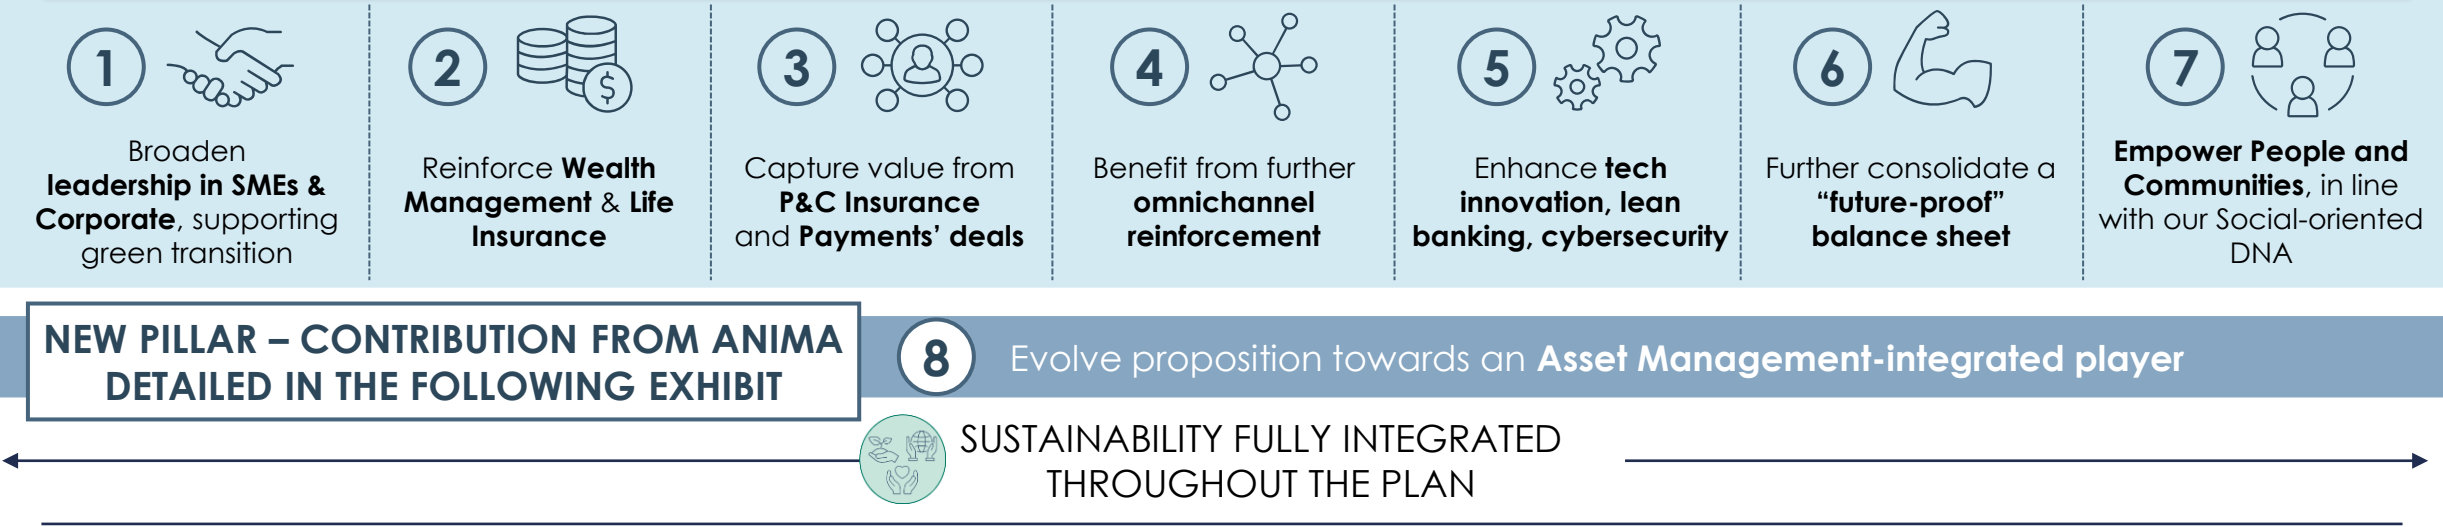 1
Broaden
leadership in SMEs &
Corporate, supporting
green transition
2
Reinforce Wealth
Management & Life
Insurance
$
3
Capture value from
P&C Insurance
and Payments’ deals
4
Benefit from further
omnichannel
reinforcement
5
Enhance tech
innovation, lean
banking, cybersecurity
6
Further consolidate a
“future-proof”
balance sheet
7
Empower People and
Communities, in line
with our Social-oriented
DNA
NEW PILLAR – CONTRIBUTION FROM ANIMA
DETAILED IN THE FOLLOWING EXHIBIT
8
Evolve proposition towards an Asset Management-integrated player
SUSTAINABILITY FULLY INTEGRATED
THROUGHOUT THE PLAN